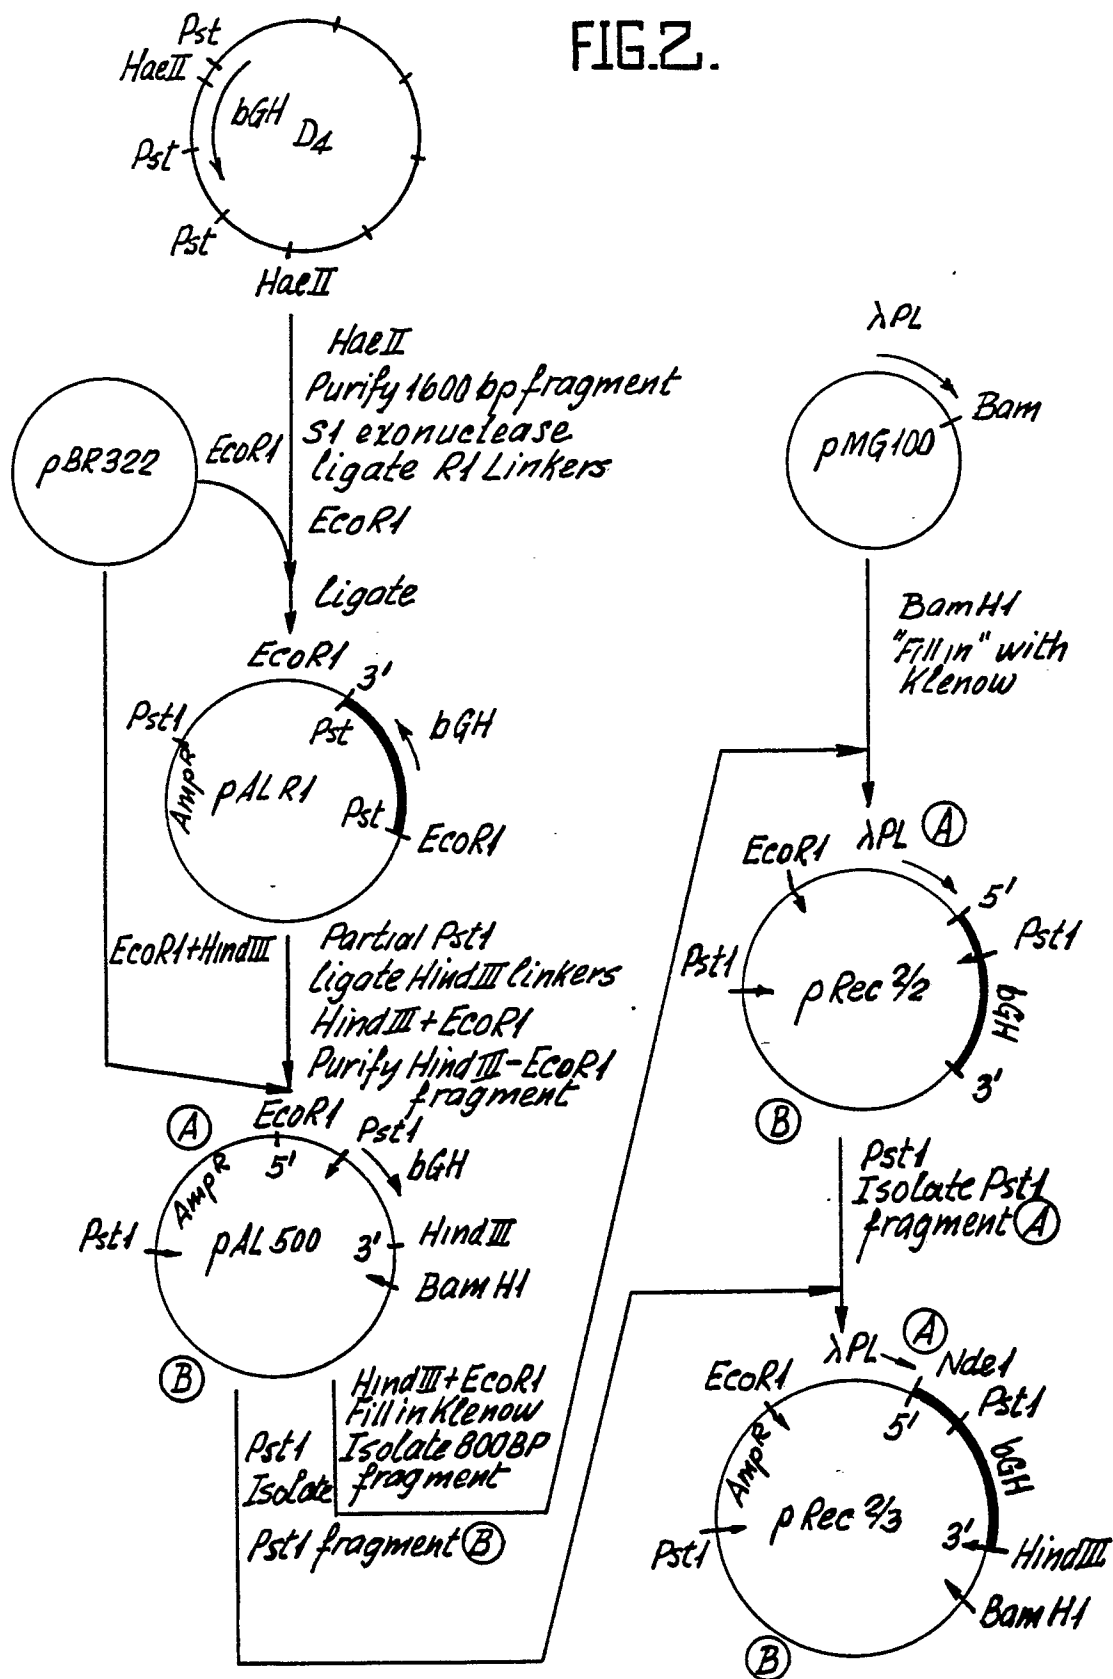 FIG.2.
Pst
HaeII
bGH
D4
Pst
Pst
HaeII
HaeII
Purify 1600 bp fragment
S1 exonuclease
ligate R1 Linkers
EcoR1
pBR322
EcoR1
Ligate
λPL
Bam
pMG100
BamH1
"Fill in" with
Klenow
EcoR1
3'
Pst1
Pst
bGH
AmpR
pALR1
Pst
EcoR1
EcoR1+HindIII
Partial Pst1
ligate HindIII linkers
HindIII+EcoR1
Purify HindIII-EcoR1
fragment
λPL
A
EcoR1
5'
Pst1
Pst1
pRec 2/2
bGH
3'
B
Pst1
Isolate Pst1
fragment A
A
EcoR1
Pst1
5'
bGH
AmpR
Pst1
pAL500
3'
HindIII
BamH1
B
HindIII+EcoR1
Fill in Klenow
Isolate 800BP
fragment
Pst1
Isolate
Pst1 fragment B
λPL
A
Nde1
EcoR1
5'
Pst1
AmpR
bGH
pRec 2/3
Pst1
3'
HindIII
BamH1
B